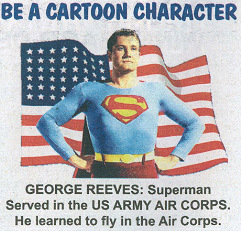 BE A CARTOON CHARACTER
S
GEORGE REEVES: Superman
Served in the US ARMY AIR CORPS.
He learned to fly in the Air Corps.